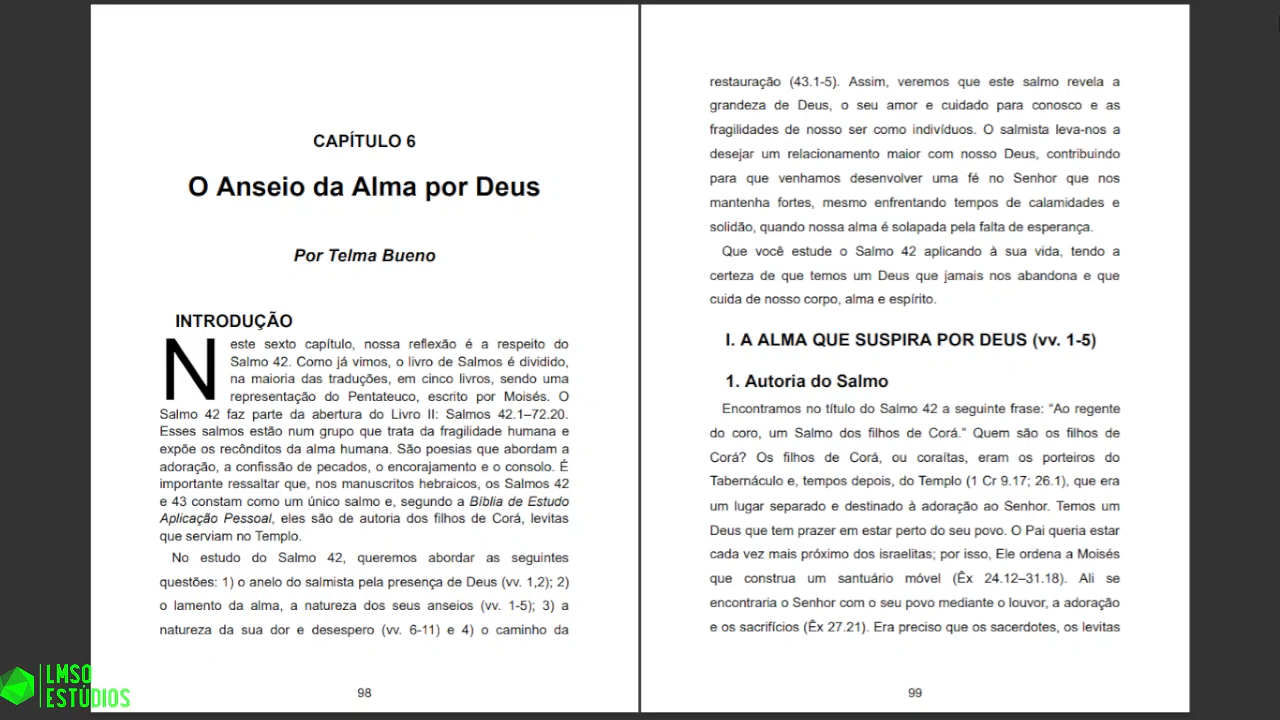 CAPÍTULO 6
O Anseio da Alma por Deus
Por Telma Bueno
INTRODUÇÃO
Neste sexto capítulo, nossa reflexão é a respeito do
Salmo 42. Como já vimos, o livro de Salmos é dividido,
na maioria das traduções, em cinco livros, sendo uma
representação do Pentateuco, escrito por Moisés. O
Salmo 42 faz parte da abertura do Livro II: Salmos 42.1–72.20.
Esses salmos estão num grupo que trata da fragilidade humana e
expõe os recônditos da alma humana. São poesias que abordam a
adoração, a confissão de pecados, o encorajamento e o consolo. É
importante ressaltar que, nos manuscritos hebraicos, os Salmos 42
e 43 constam como um único salmo e, segundo a Bíblia de Estudo
Aplicação Pessoal, eles são de autoria dos filhos de Corá, levitas
que serviam no Templo.
No estudo do Salmo 42, queremos abordar as seguintes
questões: 1) o anelo do salmista pela presença de Deus (vv. 1,2); 2)
o lamento da alma, a natureza dos seus anseios (vv. 1-5); 3) a
natureza da sua dor e desespero (vv. 6-11) e 4) o caminho da
98
restauração (43.1-5). Assim, veremos que este salmo revela a
grandeza de Deus, o seu amor e cuidado para conosco e as
fragilidades de nosso ser como indivíduos. O salmista leva-nos a
desejar um relacionamento maior com nosso Deus, contribuindo
para que venhamos desenvolver uma fé no Senhor que nos
mantenha fortes, mesmo enfrentando tempos de calamidades e
solidão, quando nossa alma é solapada pela falta de esperança.
Que você estude o Salmo 42 aplicando à sua vida, tendo a
certeza de que temos um Deus que jamais nos abandona e que
cuida de nosso corpo, alma e espírito.
I. A ALMA QUE SUSPIRA POR DEUS (vv. 1-5)
1. Autoria do Salmo
Encontramos no título do Salmo 42 a seguinte frase: “Ao regente
do coro, um Salmo dos filhos de Corá.” Quem são os filhos de
Corá? Os filhos de Corá, ou coraítas, eram os porteiros do
Tabernáculo e, tempos depois, do Templo (1 Cr 9.17; 26.1), que era
um lugar separado e destinado à adoração ao Senhor. Temos um
Deus que tem prazer em estar perto do seu povo. O Pai queria estar
cada vez mais próximo dos israelitas; por isso, Ele ordena a Moisés
que construa um santuário móvel (Êx 24.12–31.18). Ali se
encontraria o Senhor com o seu povo mediante o louvor, a adoração
e os sacrifícios (Êx 27.21). Era preciso que os sacerdotes, os levitas
99
LMSO
ESTÚDIOS